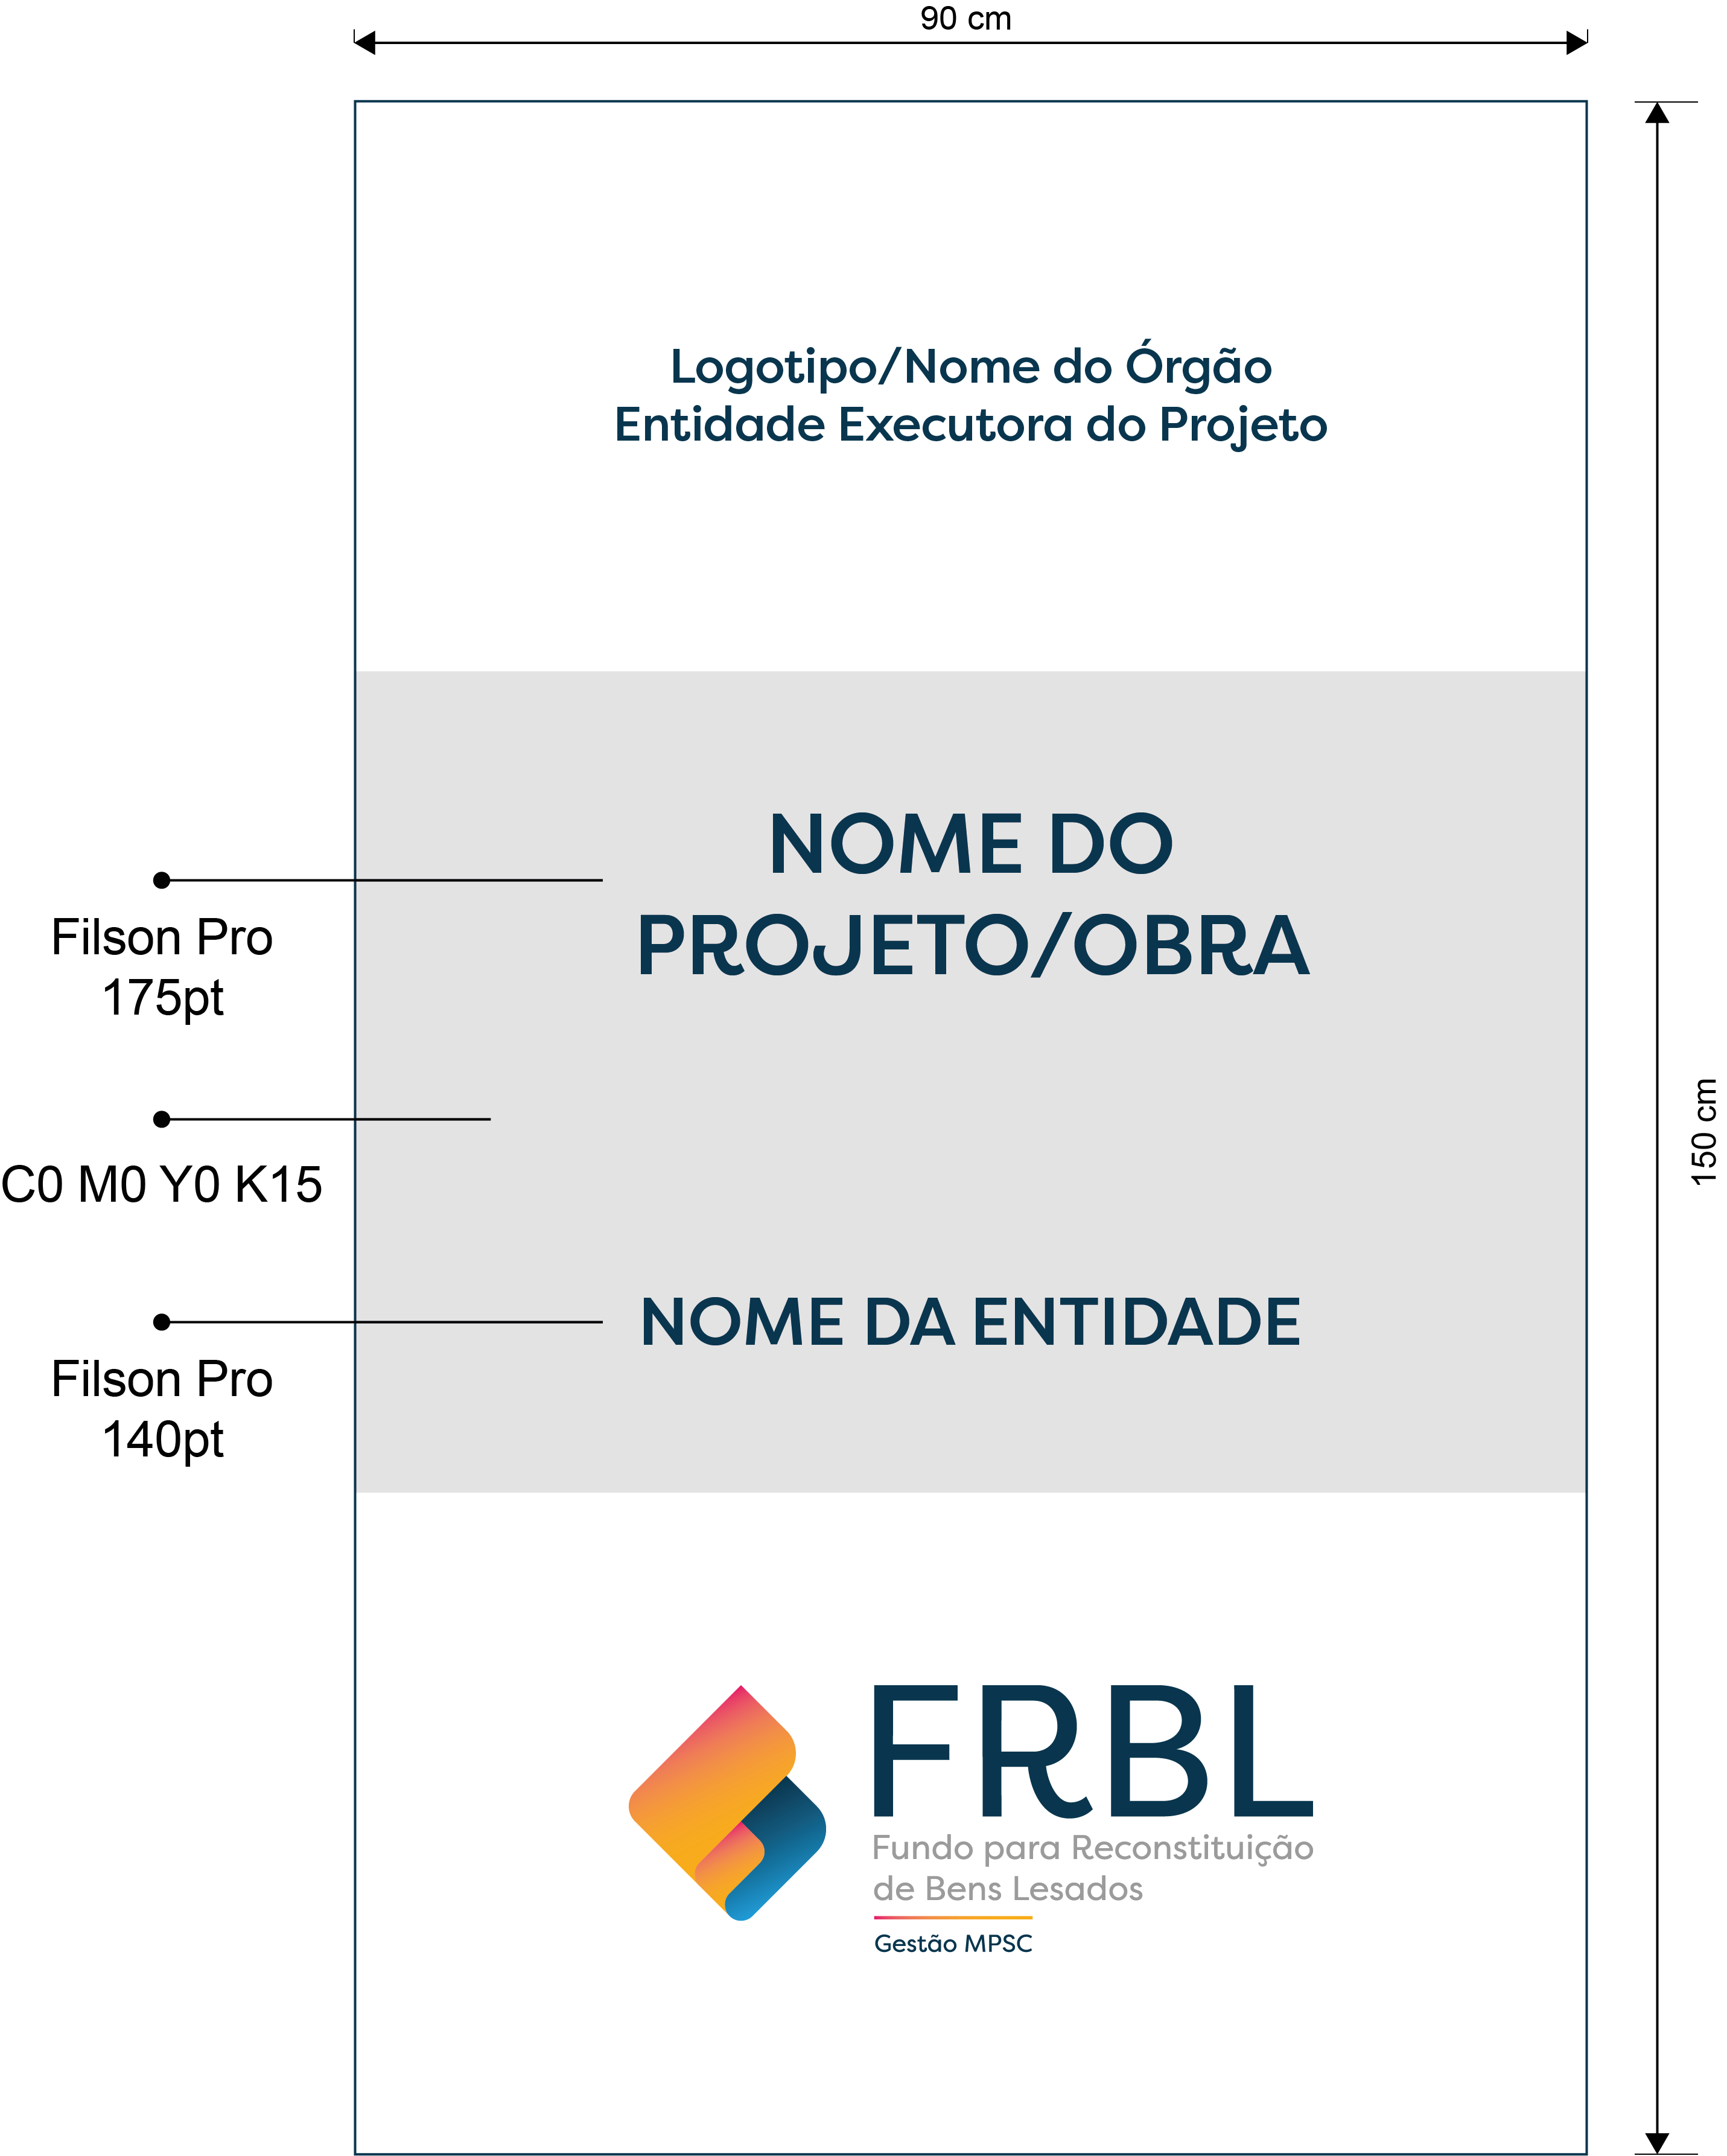 90 cm
Logotipo/Nome do Órgão
Entidade Executora do Projeto
NOME DO
PROJETO/OBRA
Filson Pro
175pt
C0 M0 Y0 K15
150 cm
NOME DA ENTIDADE
Filson Pro
140pt
FRBL
Fundo para Reconstituição
de Bens Lesados
Gestão MPSC